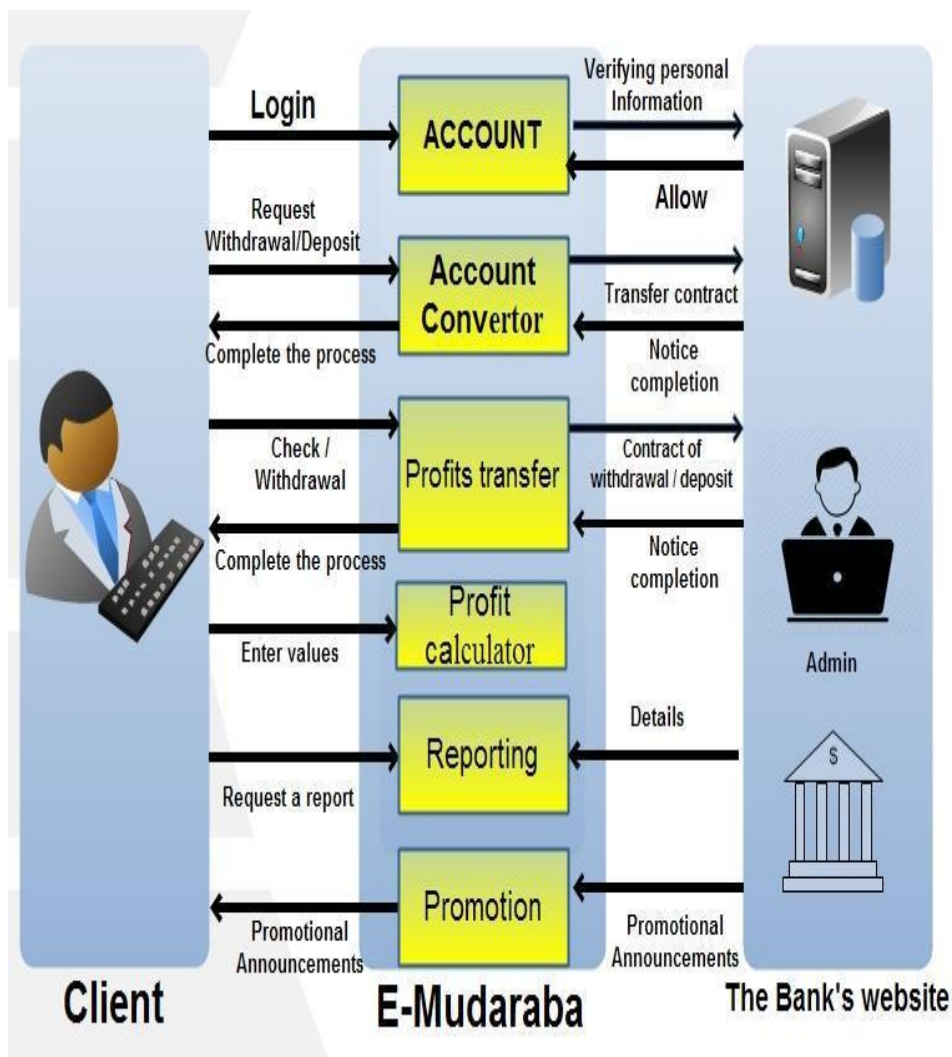 Login
ACCOUNT
Verifying personal
Information
Allow
Request
Withdrawal/Deposit
Account
Convertor
Transfer contract
Complete the process
Notice
completion
Check /
Withdrawal
Profits transfer
Contract of
withdrawal / deposit
Complete the process
Notice
completion
Profit
calculator
Enter values
Admin
Reporting
Details
Request a report
$
Promotion
Promotional
Announcements
Promotional
Announcements
Client
E-Mudaraba
The Bank's website